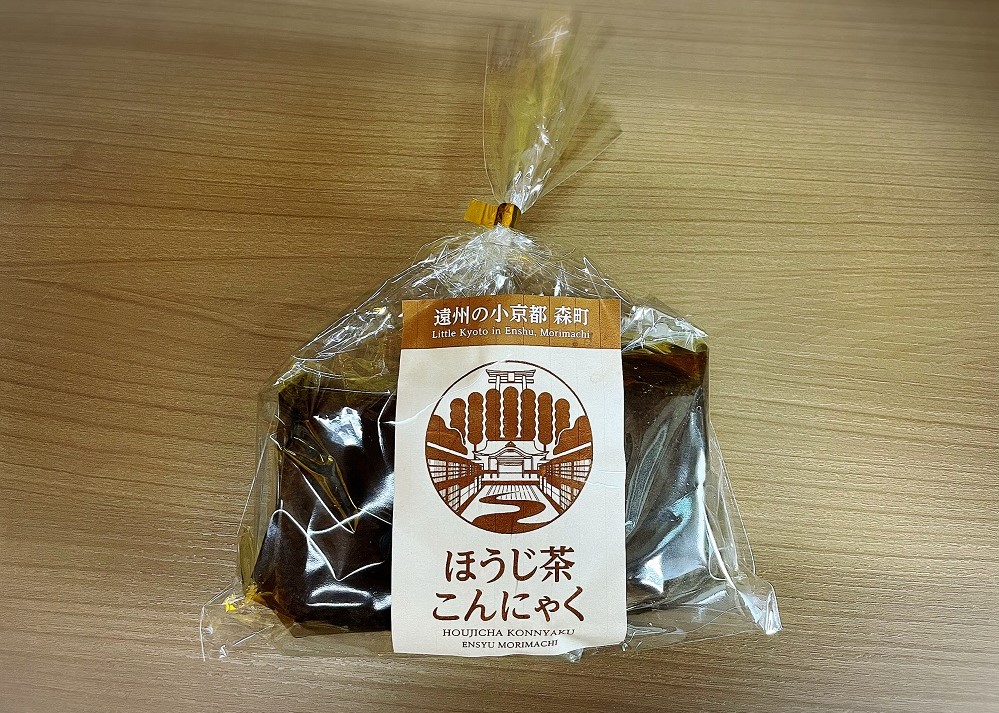 遠州の小京都 森町
Little Kyoto in Enshu, Morimachi
ほうじ茶
こんにゃく
HOUJICHA KONNYAKU
ENSYU MORIMACHI